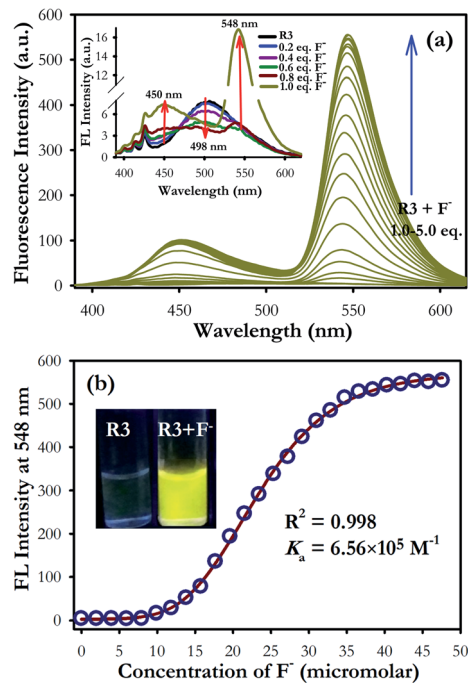 (a)
Fluorescence Intensity (a.u.)
600
500
400
300
200
100
0
400
450
500
550
600
Wavelength (nm)
R3 + F⁻
1.0-5.0 eq.
FL Intensity (a.u.)
16
14
12
9
6
3
0
400 450 500 550 600
Wavelength (nm)
548 nm
450 nm
498 nm
R3
0.2 eq. F⁻
0.4 eq. F⁻
0.6 eq. F⁻
0.8 eq. F⁻
1.0 eq. F⁻
(b)
FL Intensity at 548 nm
600
500
400
300
200
100
0
R3 R3+F⁻
R² = 0.998
Kₐ = 6.56×10⁵ M⁻¹
0 5 10 15 20 25 30 35 40 45 50
Concentration of F⁻ (micromolar)